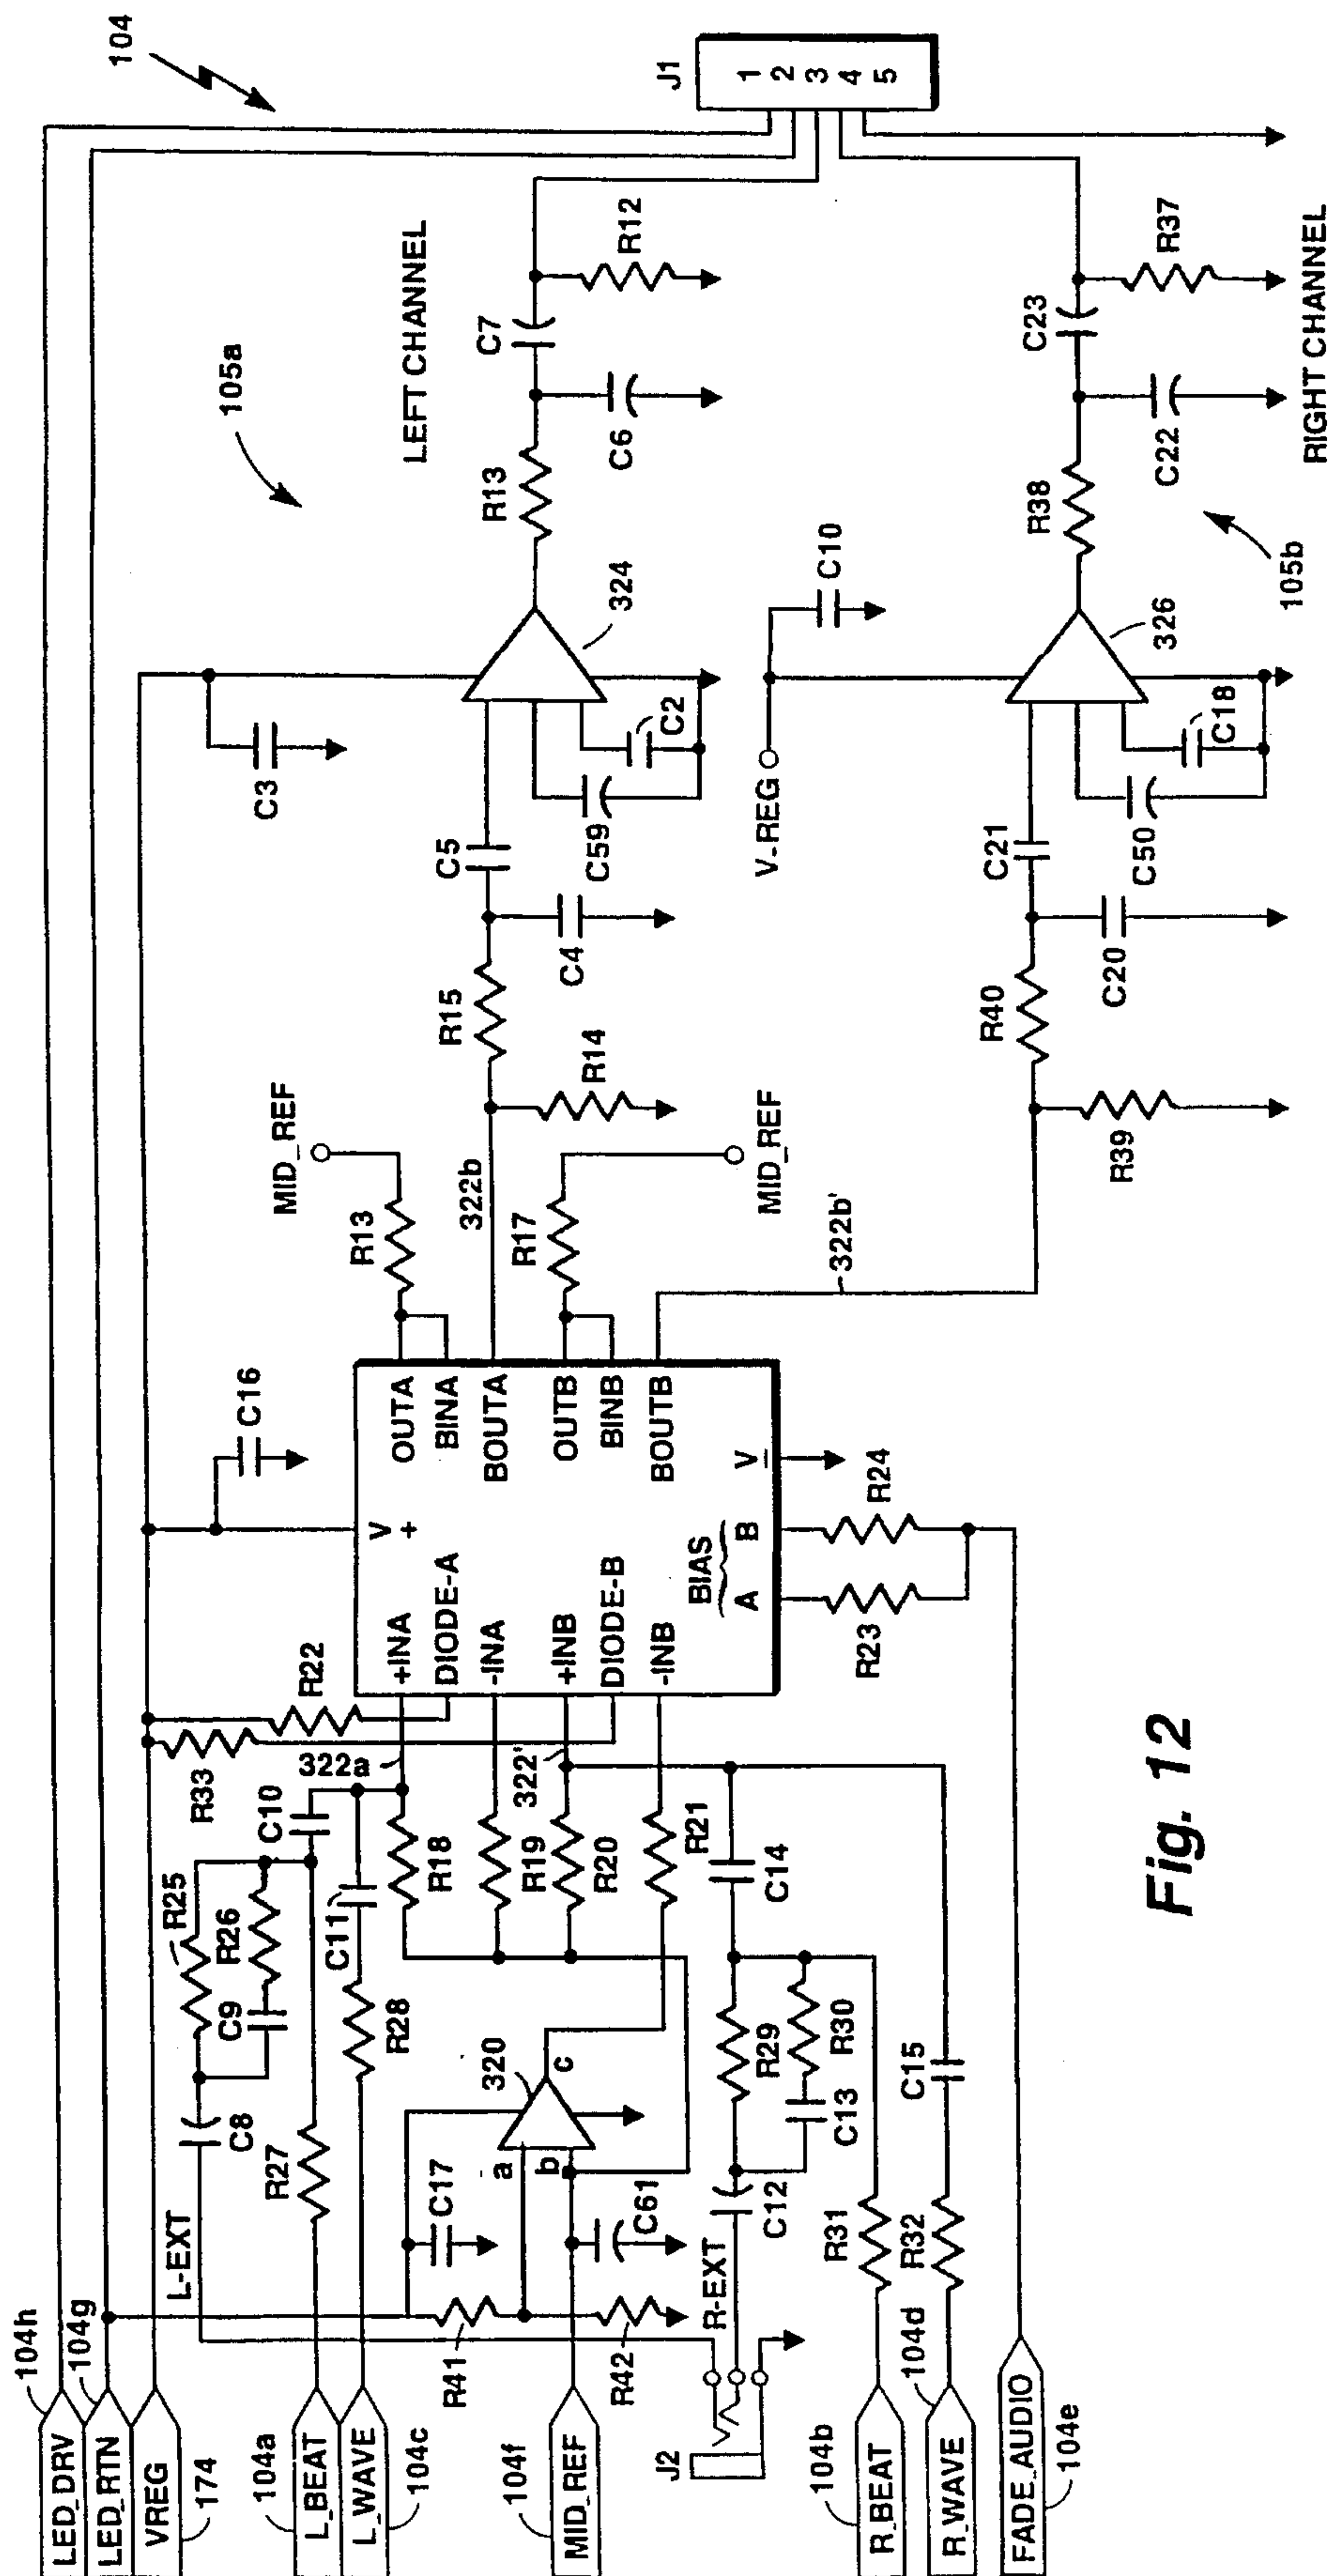 104
J1
1
2
3
4
5
LEFT CHANNEL
105a
R12
C7
C6
R13
324
C3
C2
C59
C5
C4
R15
R14
MID_REF
R13
322b
R17
MID_REF
322b'
V-REG
C10
R37
C23
C22
R38
RIGHT CHANNEL
105b
326
C18
C50
C21
C20
R40
R39
C16
V
+
OUTA
BINA
BOUTA
OUTB
BINB
BOUTB
+INA
DIODE-A
-INA
+INB
DIODE-B
-INB
BIAS
A
B
V
-
R24
R23
R22
R33
322a
322'
C10
R25
R26
C9
C11
R18
R19
R20
R21
C14
R28
C8
R27
320
a
b
c
C17
C61
R41
R42
L-EXT
R-EXT
C12
R29
R30
C13
C15
R31
R32
J2
104h
LED_DRV
104g
LED_RTN
VREG
174
104a
L_BEAT
L_WAVE
104c
104f
MID_REF
104b
R_BEAT
104d
R_WAVE
FADE_AUDIO
104e
Fig. 12